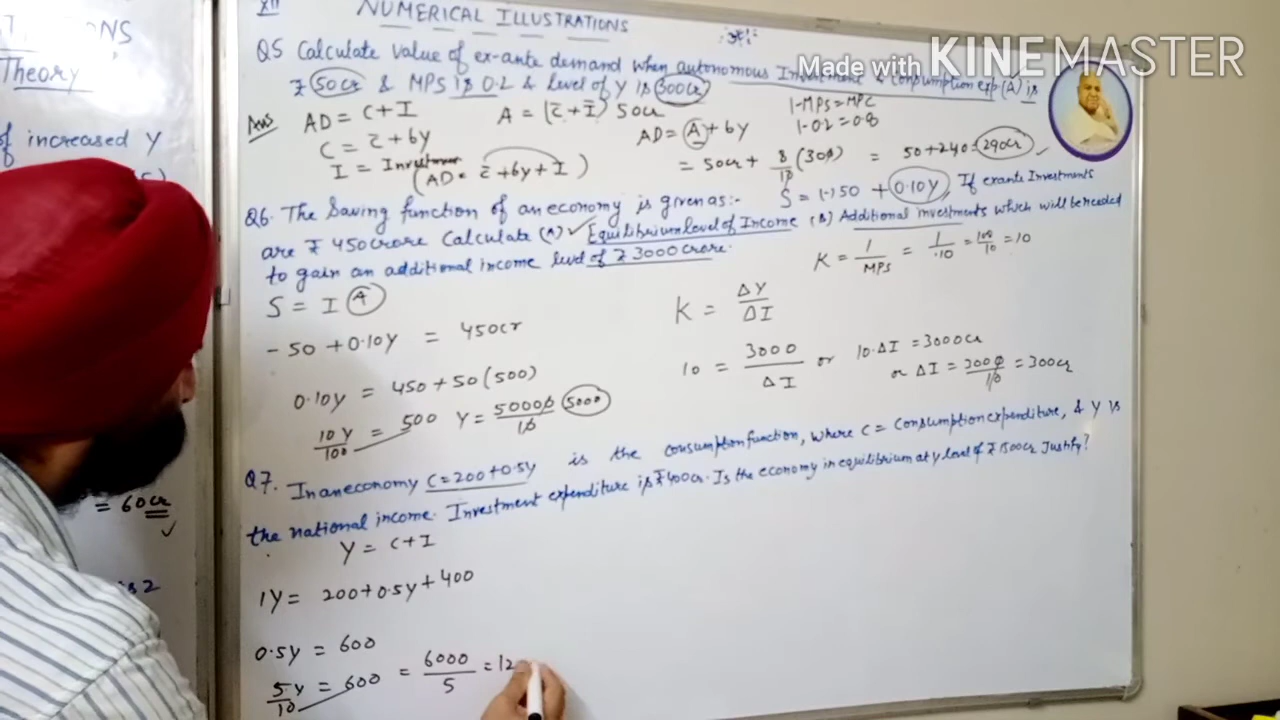 XII NUMERICAL ILLUSTRATIONS
Made with KINEMASTER
Q5 Calculate value of ex-ante demand when autonomous Investment & Consumption exp (A) is
₹ 50cr & MPS is 0.2 & level of Y is 300cr
Ans AD = C+I
A = (c̄ + Ī) 50cr
1-MPS = MPC
1-0.2 = 0.8
C = c̄ + by
AD = A + by
I = Investment
(AD = c̄ + by + I)
= 50cr + 8/10 (300) = 50+240 = 290cr
Q6. The Saving function of an economy is given as:- S = 1.150 + 0.10Y, If exante Investments
are ₹ 450crore Calculate (A) Equilibrium level of Income (B) Additional investments which will be needed
to gain an additional income level of ₹ 3000 Crore.
K = 1/MPS = 1/.10 = 100/10 = 10
S = I (A)
K = ΔY/ΔI
-50 + 0.10Y = 450cr
10 = 3000/ΔI or 10.ΔI = 3000cr
0.10Y = 450+50 (500)
or ΔI = 3000/10 = 300cr
10Y/100 = 500 Y = 50000/10 5000
Q7. In an economy C=200+0.5y is the consumption function, where C = Consumption expenditure, & Y is
the national income. Investment expenditure is ₹400cr. Is the economy in equilibrium at y level of ₹ 1500cr Justify?
Y = C+I
1Y = 200+0.5y+400
0.5y = 600
5y/10 = 600 = 6000/5 = 12
Theory
of increased Y
= 60cr
is 2